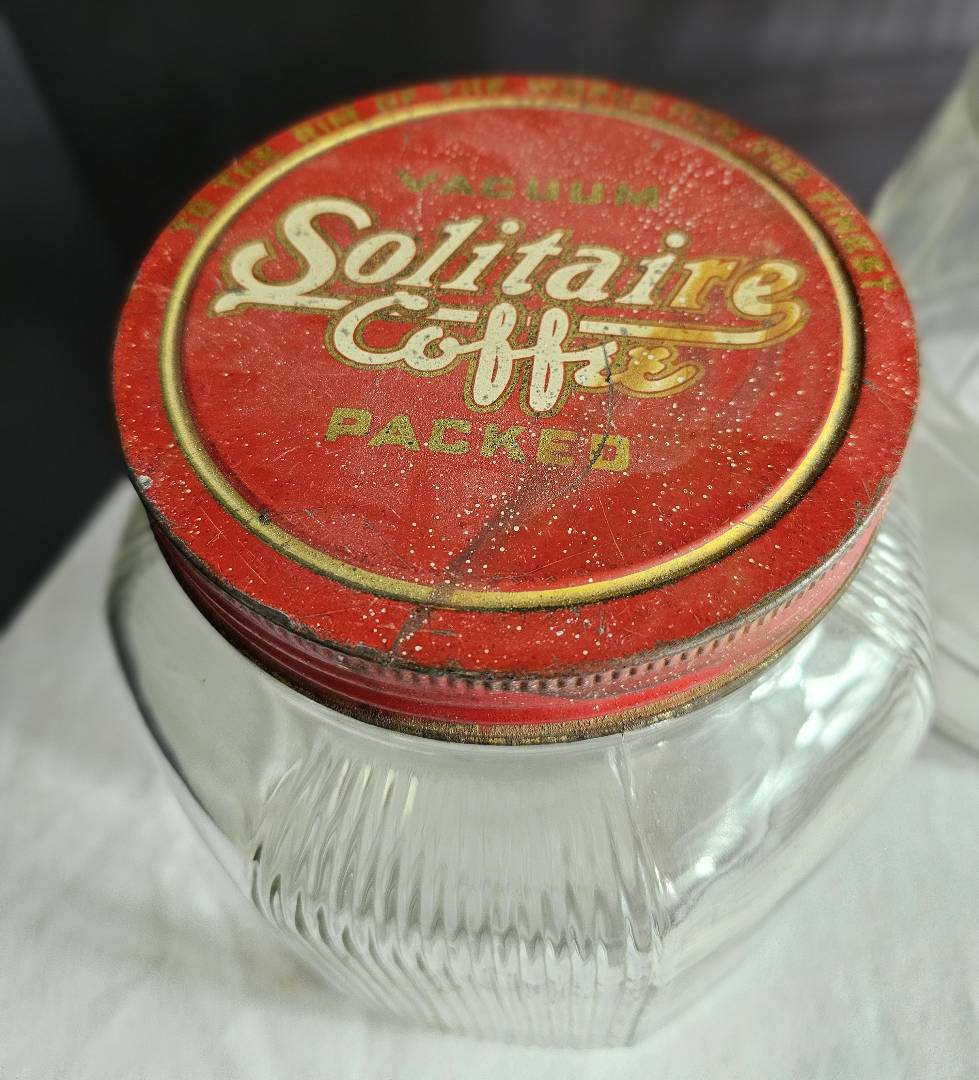 TO THE RIM OF THE WORLD FOR THE FINEST
VACUUM
Solitaire
Coffee
PACKED